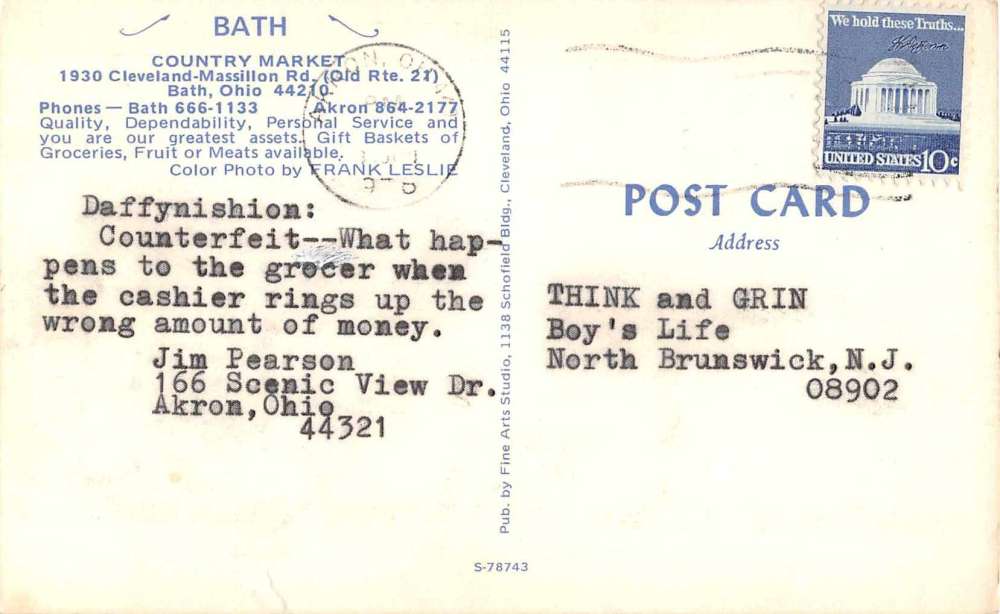 BATH
COUNTRY MARKET
1930 Cleveland-Massillon Rd. (Old Rte. 21)
Bath, Ohio 44210
Phones — Bath 666-1133 Akron 864-2177
Quality, Dependability, Personal Service and
you are our greatest assets. Gift Baskets of
Groceries, Fruit or Meats available.
Color Photo by FRANK LESLIE
Daffynishion:
Counterfeit--What hap-
pens to the grocer when
the cashier rings up the
wrong amount of money.
Jim Pearson
166 Scenic View Dr.
Akron,Ohio
44321
Pub. by Fine Arts Studio, 1138 Schofield Bldg., Cleveland, Ohio 44115
S-78743
We hold these Truths...
UNITED STATES 10c
POST CARD
Address
THINK and GRIN
Boy's Life
North Brunswick,N.J.
08902